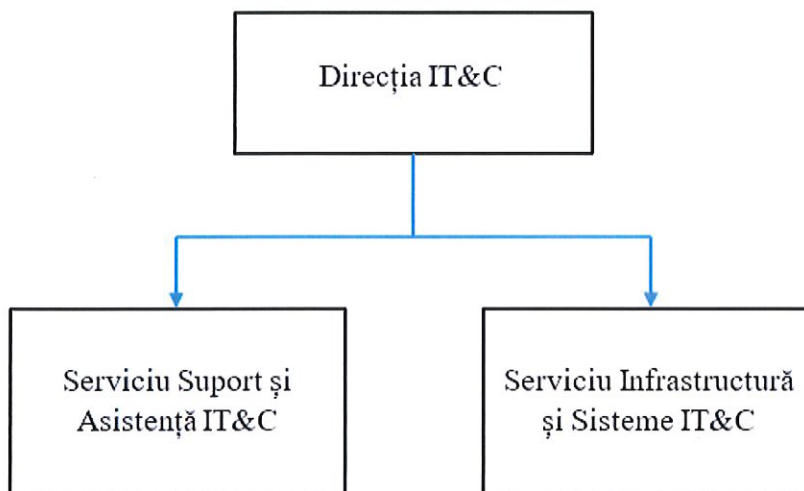 Direcția IT&C
Serviciu Suport și
Asistență IT&C
Serviciu Infrastructură
și Sisteme IT&C